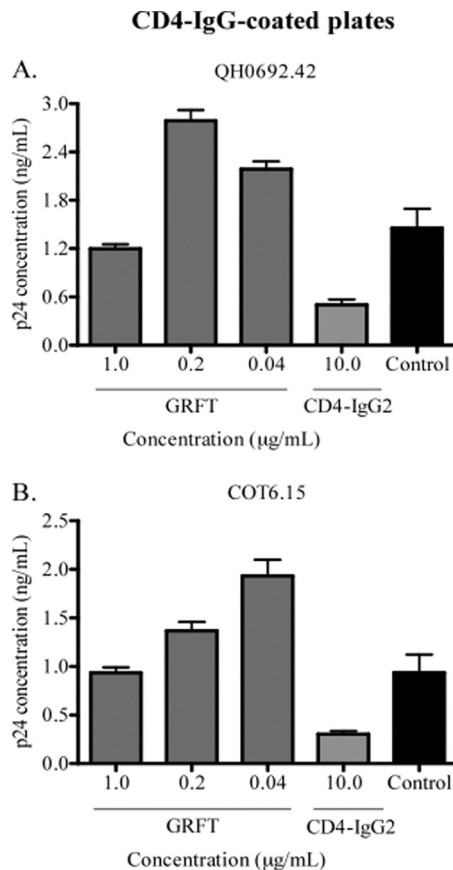 CD4-IgG-coated plates
A.
QH0692.42
p24 concentration (ng/mL)
3.0
2.4
1.8
1.2
0.6
0.0
1.0 0.2 0.04 10.0 Control
GRFT CD4-IgG2
Concentration (µg/mL)
B.
COT6.15
p24 concentration (ng/mL)
2.5
2.0
1.5
1.0
0.5
0.0
1.0 0.2 0.04 10.0 Control
GRFT CD4-IgG2
Concentration (µg/mL)